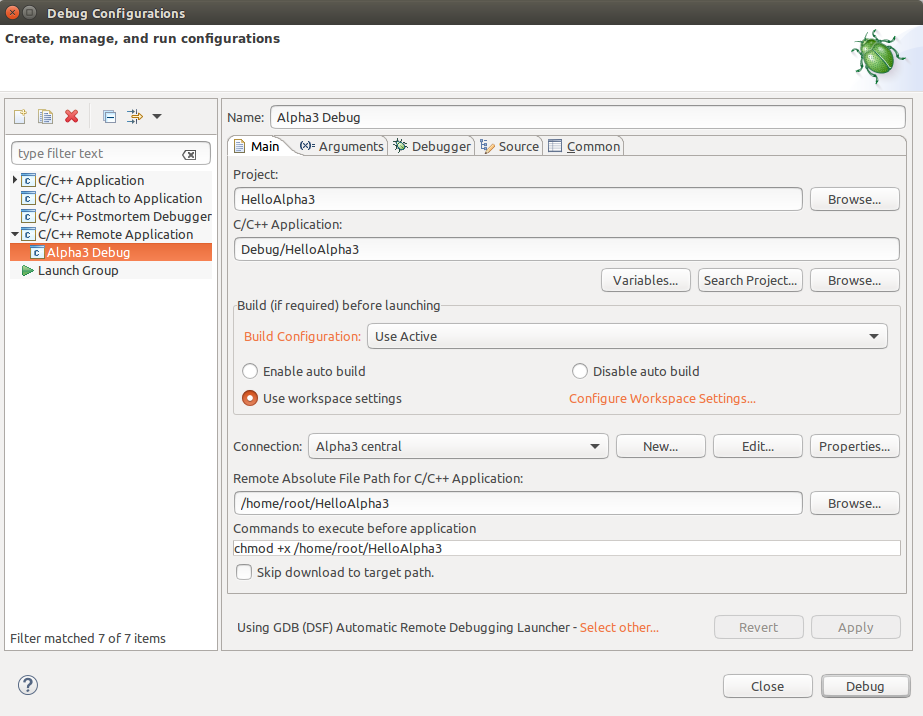 Debug Configurations
Create, manage, and run configurations
type filter text
C/C++ Application
C/C++ Attach to Application
C/C++ Postmortem Debugger
C/C++ Remote Application
Alpha3 Debug
Launch Group
Filter matched 7 of 7 items
Name: Alpha3 Debug
Main (x)= Arguments Debugger Source Common
Project:
HelloAlpha3 Browse...
C/C++ Application:
Debug/HelloAlpha3
Variables... Search Project... Browse...
Build (if required) before launching
Build Configuration: Use Active
Enable auto build Disable auto build
Use workspace settings Configure Workspace Settings...
Connection: Alpha3 central New... Edit... Properties...
Remote Absolute File Path for C/C++ Application:
/home/root/HelloAlpha3 Browse...
Commands to execute before application
chmod +x /home/root/HelloAlpha3
Skip download to target path.
Using GDB (DSF) Automatic Remote Debugging Launcher - Select other... Revert Apply
? Close Debug